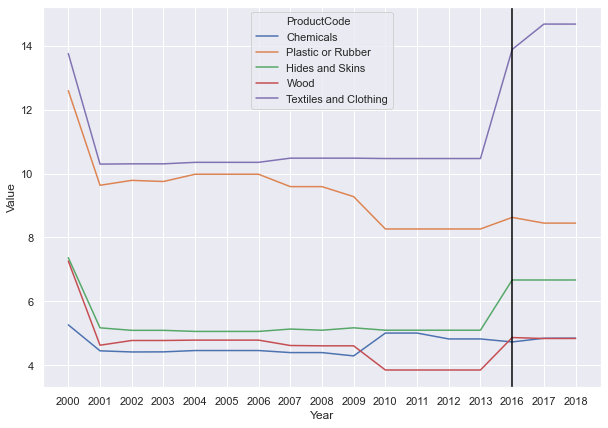 ProductCode
Chemicals
Plastic or Rubber
Hides and Skins
Wood
Textiles and Clothing
14
12
10
8
6
4
Value
2000 2001 2002 2003 2004 2005 2006 2007 2008 2009 2010 2011 2012 2013 2016 2017 2018
Year